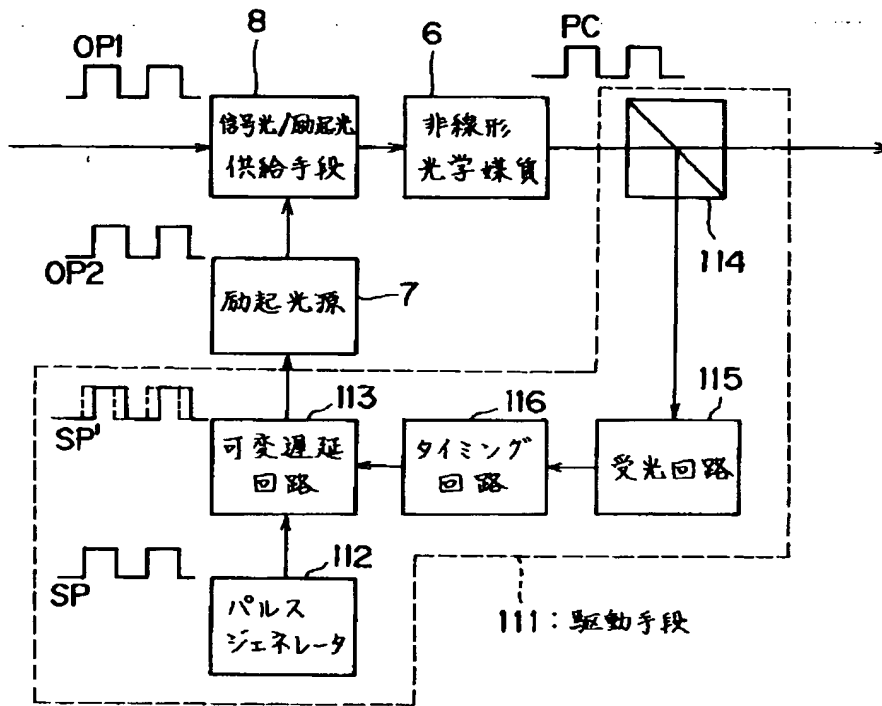 OP1
8
6
PC
信号光/励起光
供給手段
非線形
光学媒質
114
OP2
励起光源
7
SP'
113
116
115
可変遅延
回路
タイミング
回路
受光回路
SP
112
パルス
ジェネレータ
111：駆動手段